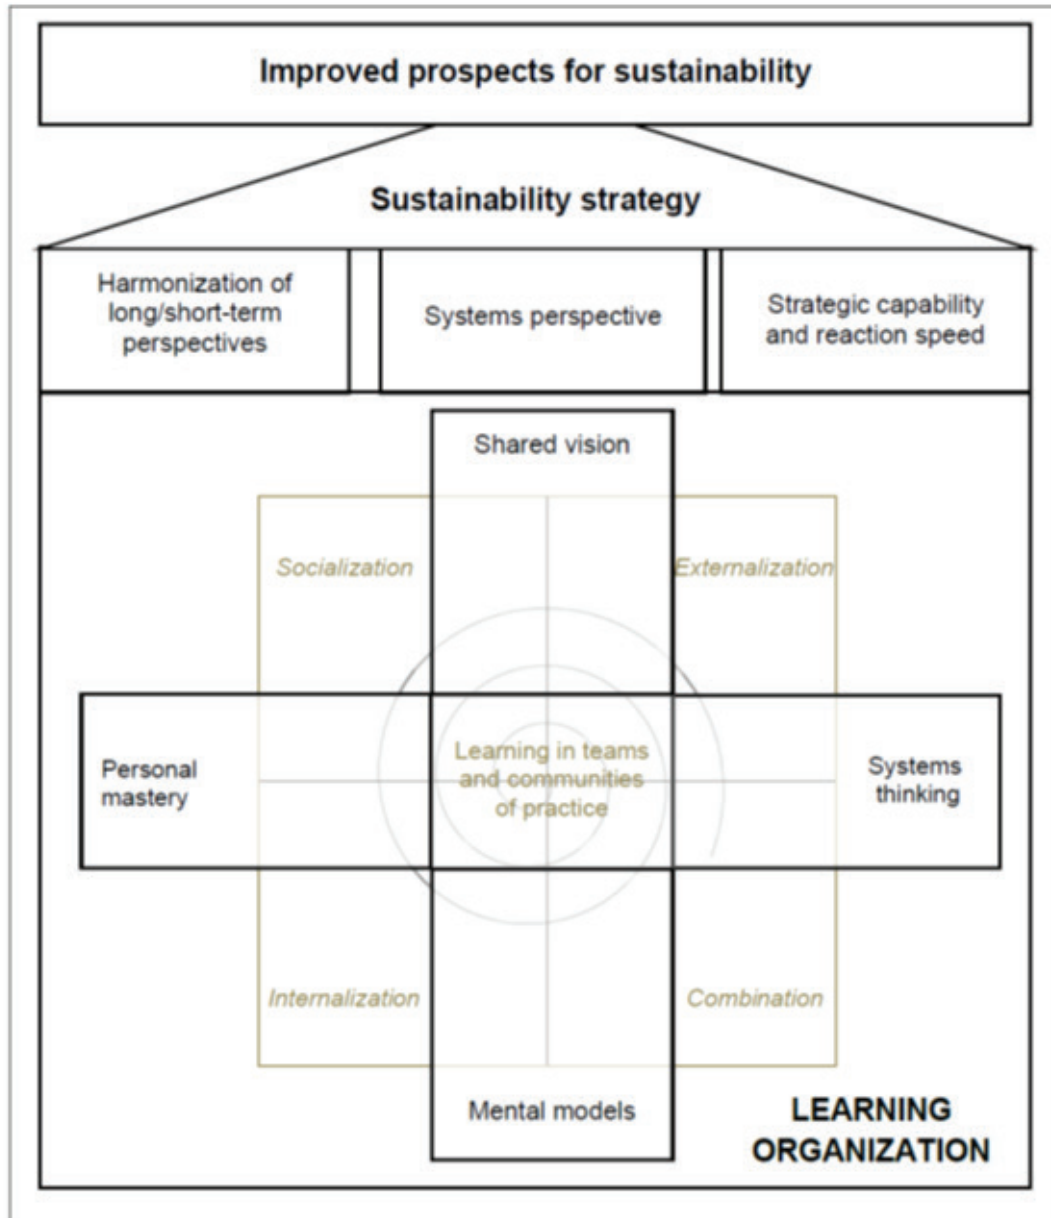 Improved prospects for sustainability
Sustainability strategy
Harmonization of
long/short-term
perspectives
Systems perspective
Strategic capability
and reaction speed
Shared vision
Socialization
Externalization
Personal
mastery
Learning in teams
and communities
of practice
Systems
thinking
Internalization
Combination
Mental models
LEARNING
ORGANIZATION